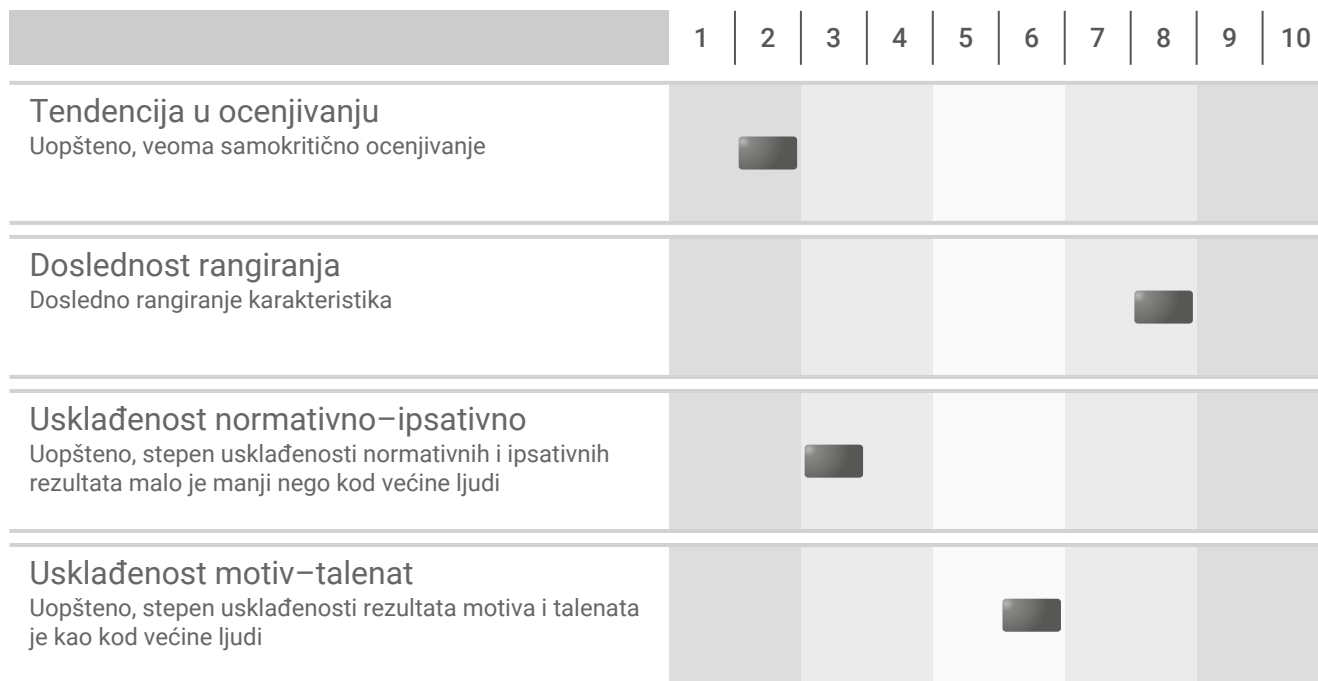 1 2 3 4 5 6 7 8 9 10
Tendencija u ocenjivanju
Uopšteno, veoma samokritično ocenjivanje
Doslednost rangiranja
Dosledno rangiranje karakteristika
Usklađenost normativno–ipsativno
Uopšteno, stepen usklađenosti normativnih i ipsativnih
rezultata malo je manji nego kod većine ljudi
Usklađenost motiv–talenat
Uopšteno, stepen usklađenosti rezultata motiva i talenata
je kao kod većine ljudi